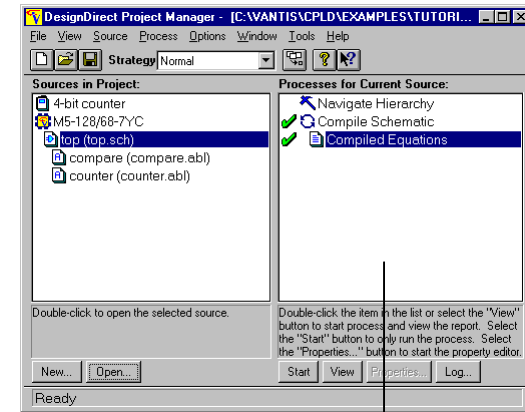 DesignDirect Project Manager - [C:\VANTIS\CPLD\EXAMPLES\TUTORI...
File View Source Process Options Window Tools Help
Strategy Normal
Sources in Project:
4-bit counter
M5-128/68-7YC
top (top.sch)
compare (compare.abl)
counter (counter.abl)
Double-click to open the selected source.
New... Open...
Processes for Current Source:
Navigate Hierarchy
Compile Schematic
Compiled Equations
Double-click the item in the list or select the "View"
button to start process and view the report. Select
the "Start" button to only run the process. Select
the "Properties..." button to start the property editor.
Start View Properties... Log...
Ready